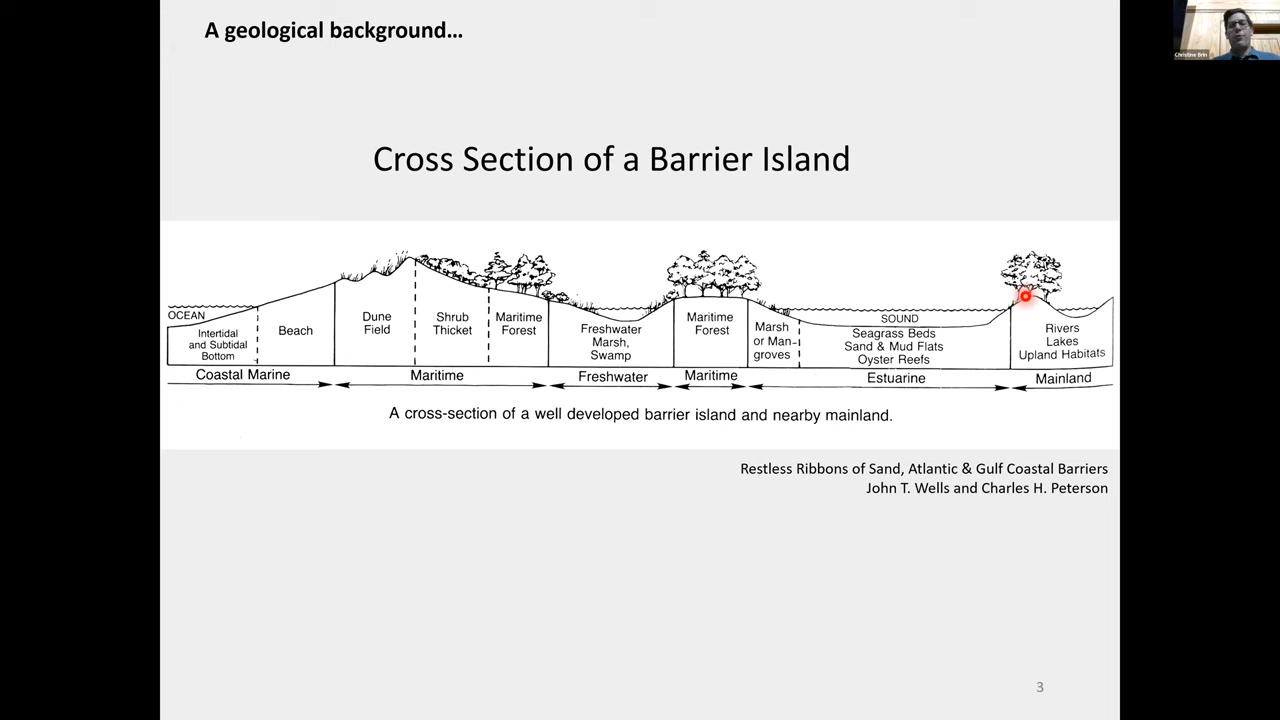 A geological background...
Christine Brin
Cross Section of a Barrier Island
OCEAN
Intertidal
and Subtidal
Bottom
Beach
Dune
Field
Shrub
Thicket
Maritime
Forest
Freshwater
Marsh,
Swamp
Maritime
Forest
Marsh
or Man-
groves
SOUND
Seagrass Beds
Sand & Mud Flats
Oyster Reefs
Rivers
Lakes
Upland Habitats
Coastal Marine
Maritime
Freshwater
Maritime
Estuarine
Mainland
A cross-section of a well developed barrier island and nearby mainland.
Restless Ribbons of Sand, Atlantic & Gulf Coastal Barriers
John T. Wells and Charles H. Peterson
3